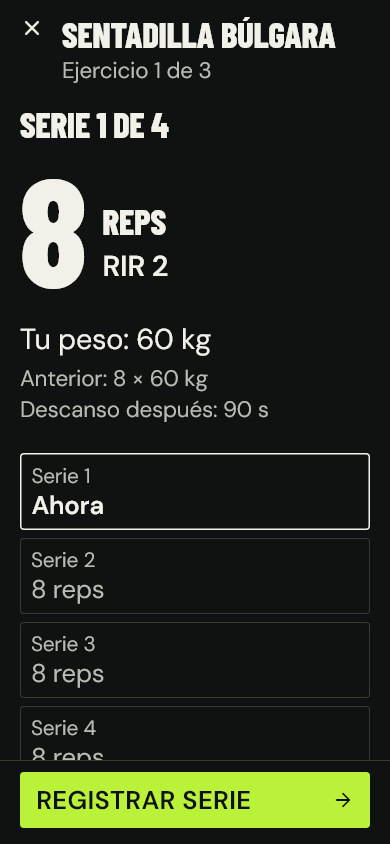 SENTADILLA BÚLGARA
Ejercicio 1 de 3
SERIE 1 DE 4
8
REPS
RIR 2
Tu peso: 60 kg
Anterior: 8 × 60 kg
Descanso después: 90 s
Serie 1
Ahora
Serie 2
8 reps
Serie 3
8 reps
Serie 4
8 reps
REGISTRAR SERIE